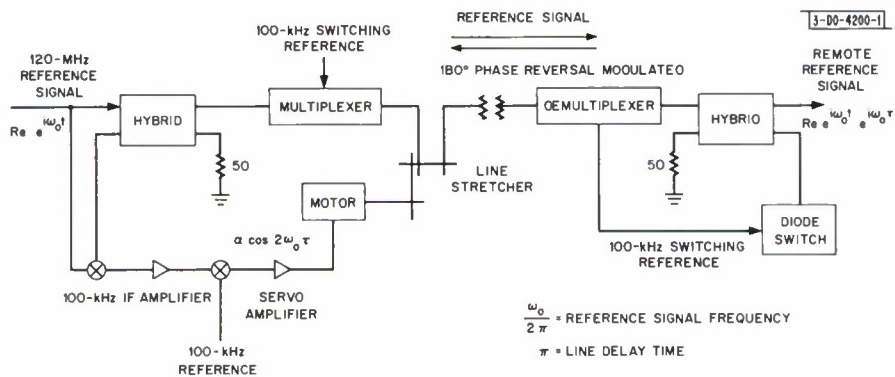 3-DO-4200-1
REFERENCE SIGNAL
100-kHz SWITCHING
REFERENCE
120-MHz
REFERENCE
SIGNAL
180° PHASE REVERSAL MODULATEO
REMOTE
REFERENCE
SIGNAL
HYBRID
MULTIPLEXER
OEMULTIPLEXER
HYBRIO
Re e^iω₀t
Re e^iω₀t e^iω₀τ
50
LINE
STRETCHER
50
MOTOR
α cos 2ω₀τ
DIODE
SWITCH
100-kHz SWITCHING
REFERENCE
100-kHz IF AMPLIFIER
SERVO
AMPLIFIER
100-kHz
REFERENCE
ω₀/2π = REFERENCE SIGNAL FREQUENCY
π = LINE DELAY TIME